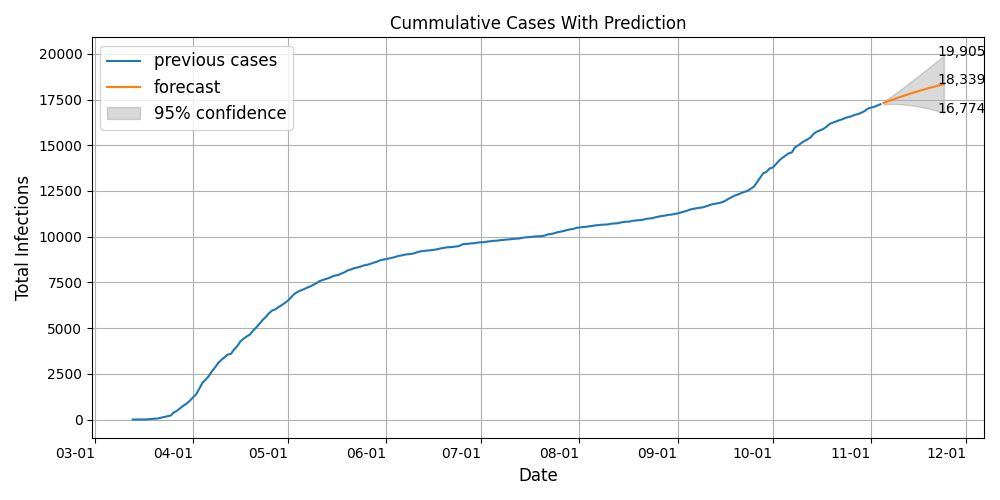 Cummulative Cases With Prediction
previous cases
forecast
95% confidence
19,905
18,339
16,774
20000
17500
15000
12500
10000
7500
5000
2500
0
Total Infections
03-01 04-01 05-01 06-01 07-01 08-01 09-01 10-01 11-01 12-01
Date